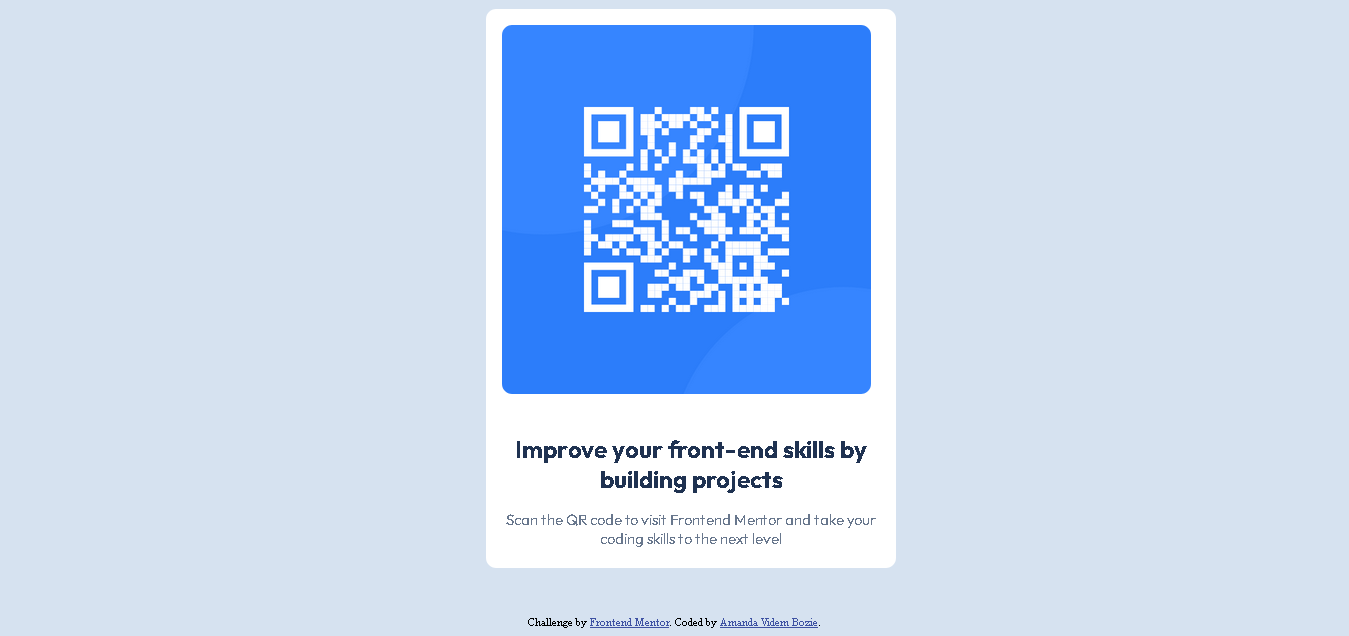 Improve your front-end skills by
building projects
Scan the QR code to visit Frontend Mentor and take your
coding skills to the next level
Challenge by Frontend Mentor. Coded by Amanda Videm Bozie.